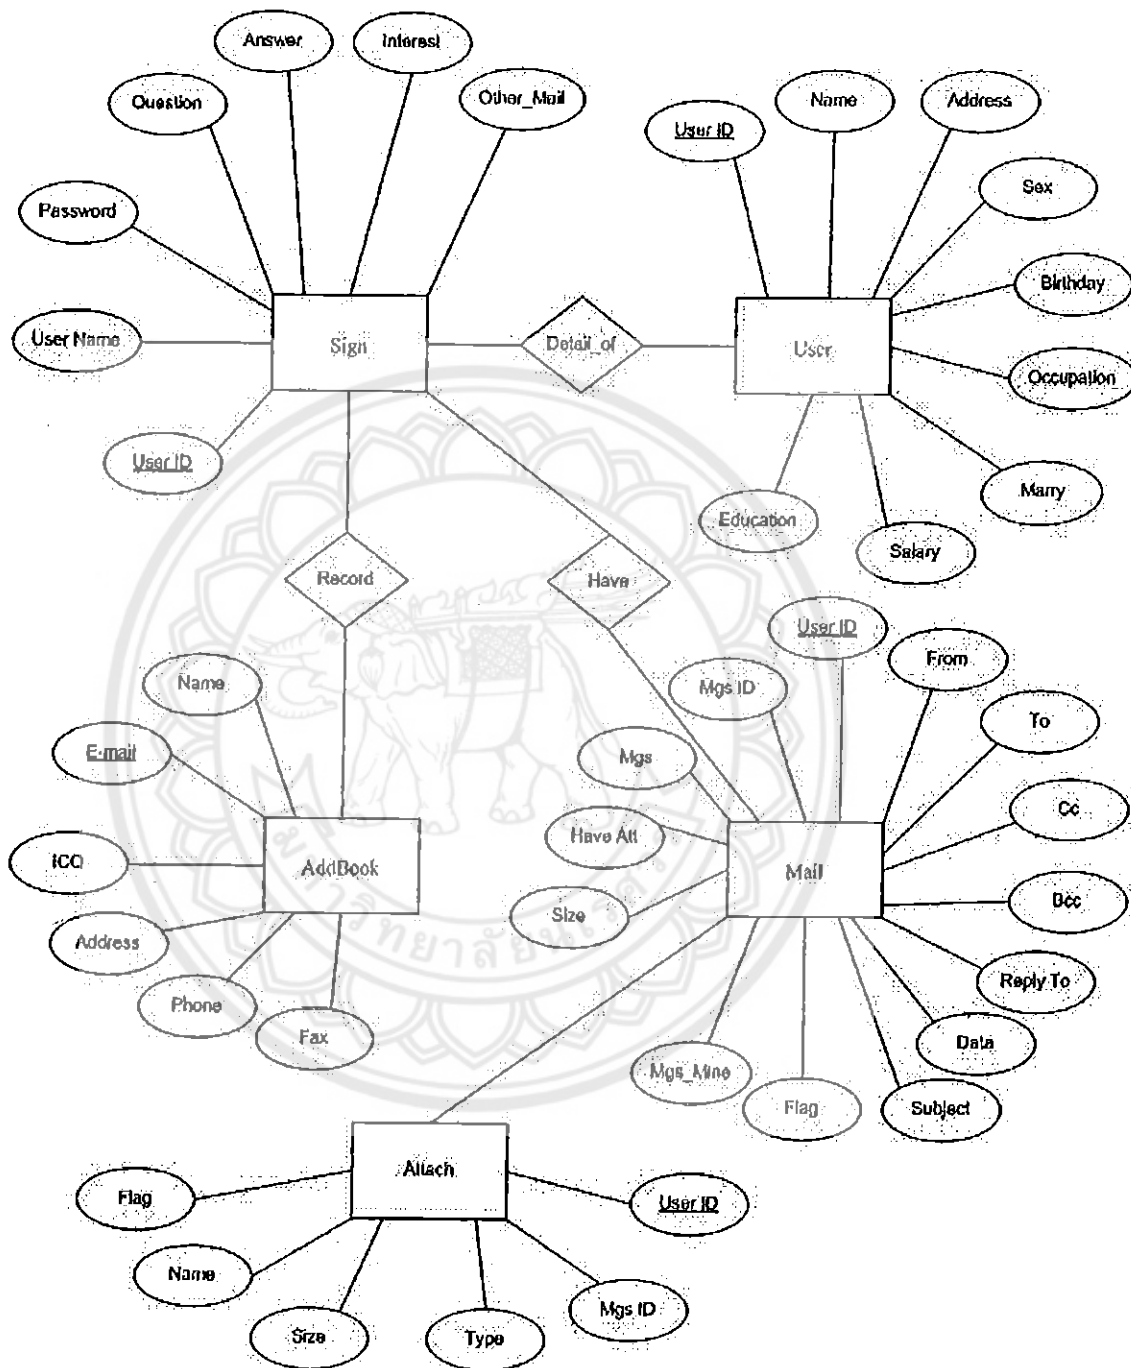 Answer
Interest
Question
Other_Mail
Password
User Name
User ID
Sign
Detail_of
User ID
Name
Address
Sex
Birthday
Occupation
Marry
Salary
Education
User
Record
Have
Name
E-mail
ICQ
Address
Phone
Fax
AddBook
User ID
Mgs ID
Mgs
Have Att
Size
Mgs_Mine
Flag
Subject
Data
Reply To
Bcc
Cc
To
From
Mail
Attach
Flag
Name
Size
Type
Mgs ID
User ID